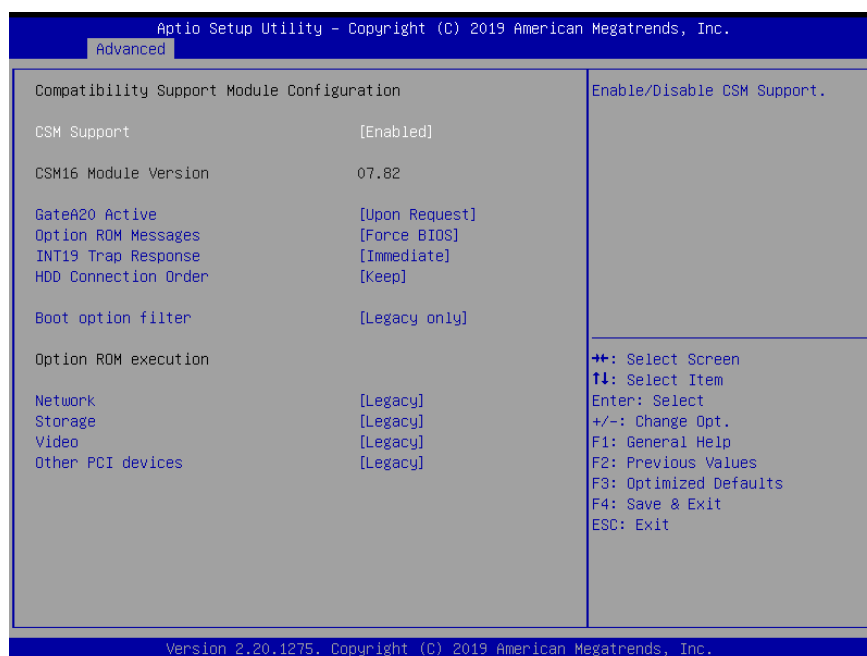 Aptio Setup Utility – Copyright (C) 2019 American Megatrends, Inc.
Advanced
Compatibility Support Module Configuration
CSM Support [Enabled]
CSM16 Module Version 07.82
GateA20 Active [Upon Request]
Option ROM Messages [Force BIOS]
INT19 Trap Response [Immediate]
HDD Connection Order [Keep]
Boot option filter [Legacy only]
Option ROM execution
Network [Legacy]
Storage [Legacy]
Video [Legacy]
Other PCI devices [Legacy]
Enable/Disable CSM Support.
→←: Select Screen
↑↓: Select Item
Enter: Select
+/-: Change Opt.
F1: General Help
F2: Previous Values
F3: Optimized Defaults
F4: Save & Exit
ESC: Exit
Version 2.20.1275. Copyright (C) 2019 American Megatrends, Inc.